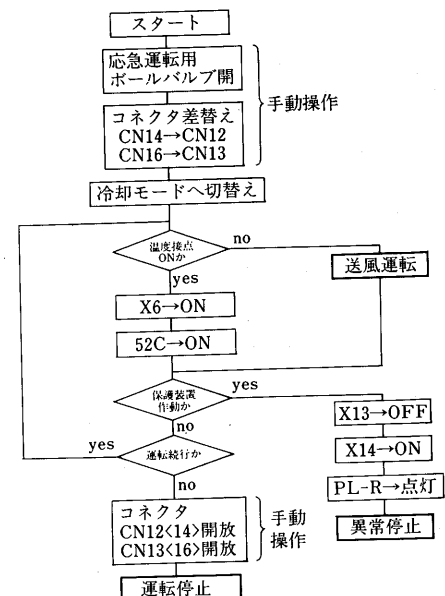 スタート
応急運転用
ボールバルブ開
コネクタ差替え
CN14→CN12
CN16→CN13
手動操作
冷却モードへ切替え
温度接点
ONか
no
yes
送風運転
X6→ON
52C→ON
保護装置
作動か
yes
no
X13→OFF
X14→ON
PL-R→点灯
異常停止
運転続行か
yes
no
コネクタ
CN12<14>開放
CN13<16>開放
手動
操作
運転停止